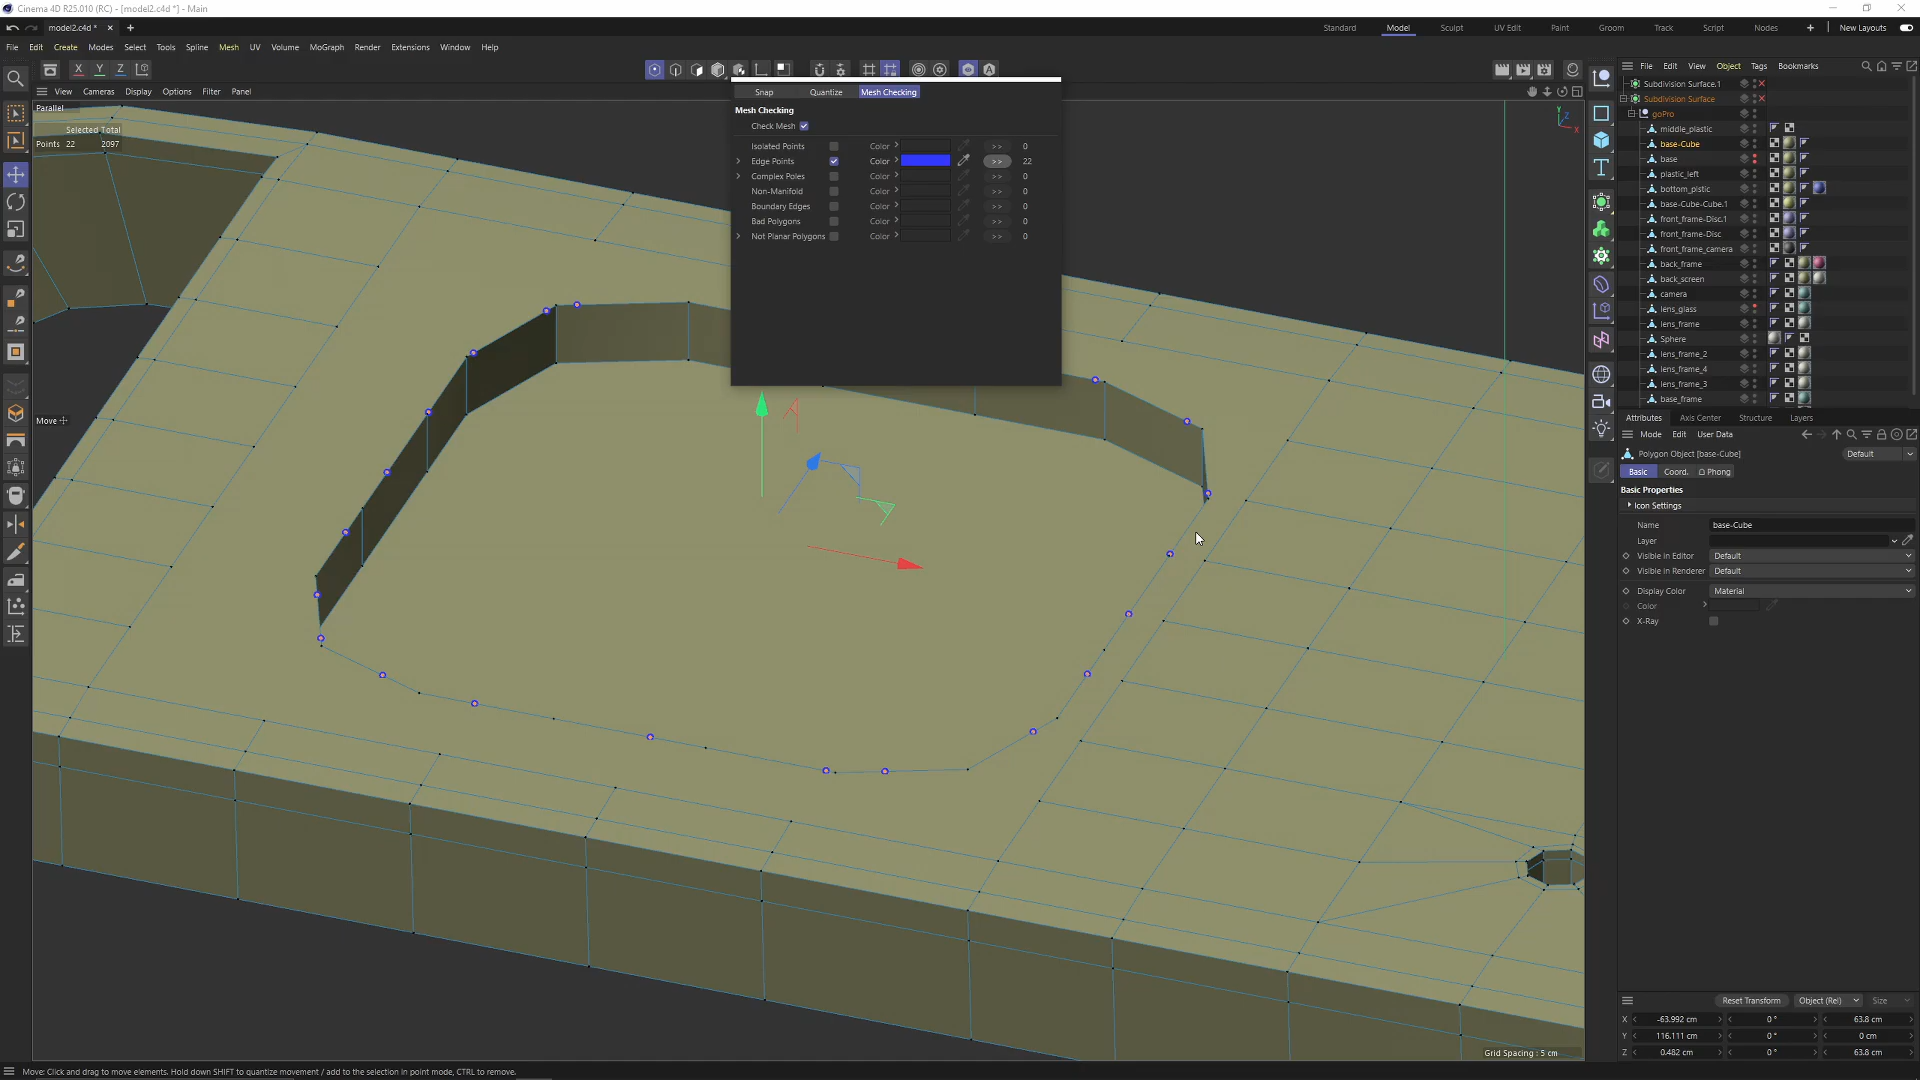 Cinema 4D R25.010 (RC) - [model2.c4d *] - Main
model2.c4d *
Standard Model Sculpt UV Edit Paint Groom Track Script Nodes New Layouts
File Edit Create Modes Select Tools Spline Mesh UV Volume MoGraph Render Extensions Window Help
X Y Z
View Cameras Display Options Filter Panel
Parallel
Selected Total
Points 22 2097
Move
Snap Quantize Mesh Checking
Mesh Checking
Check Mesh
Isolated Points Color >> 0
Edge Points Color >> 22
Complex Poles Color >> 0
Non-Manifold Color >> 0
Boundary Edges Color >> 0
Bad Polygons Color >> 0
Not Planar Polygons Color >> 0
Y
Z
X
Grid Spacing : 5 cm
File Edit View Object Tags Bookmarks
Subdivision Surface.1
Subdivision Surface
goPro
middle_plastic
base-Cube
base
plastic_left
bottom_plstic
base-Cube-Cube.1
front_frame-Disc.1
front_frame-Disc
front_frame_camera
back_frame
back_screen
camera
lens_glass
lens_frame
Sphere
lens_frame_2
lens_frame_4
lens_frame_3
base_frame
Attributes Axis Center Structure Layers
Mode Edit User Data
Polygon Object [base-Cube] Default
Basic Coord. Phong
Basic Properties
Icon Settings
Name base-Cube
Layer
Visible in Editor Default
Visible in Renderer Default
Display Color Material
Color
X-Ray
Reset Transform Object (Rel) Size
X -63.992 cm 0 ° 63.8 cm
Y 116.111 cm 0 ° 0 cm
Z 0.482 cm 0 ° 63.8 cm
Move: Click and drag to move elements. Hold down SHIFT to quantize movement / add to the selection in point mode, CTRL to remove.